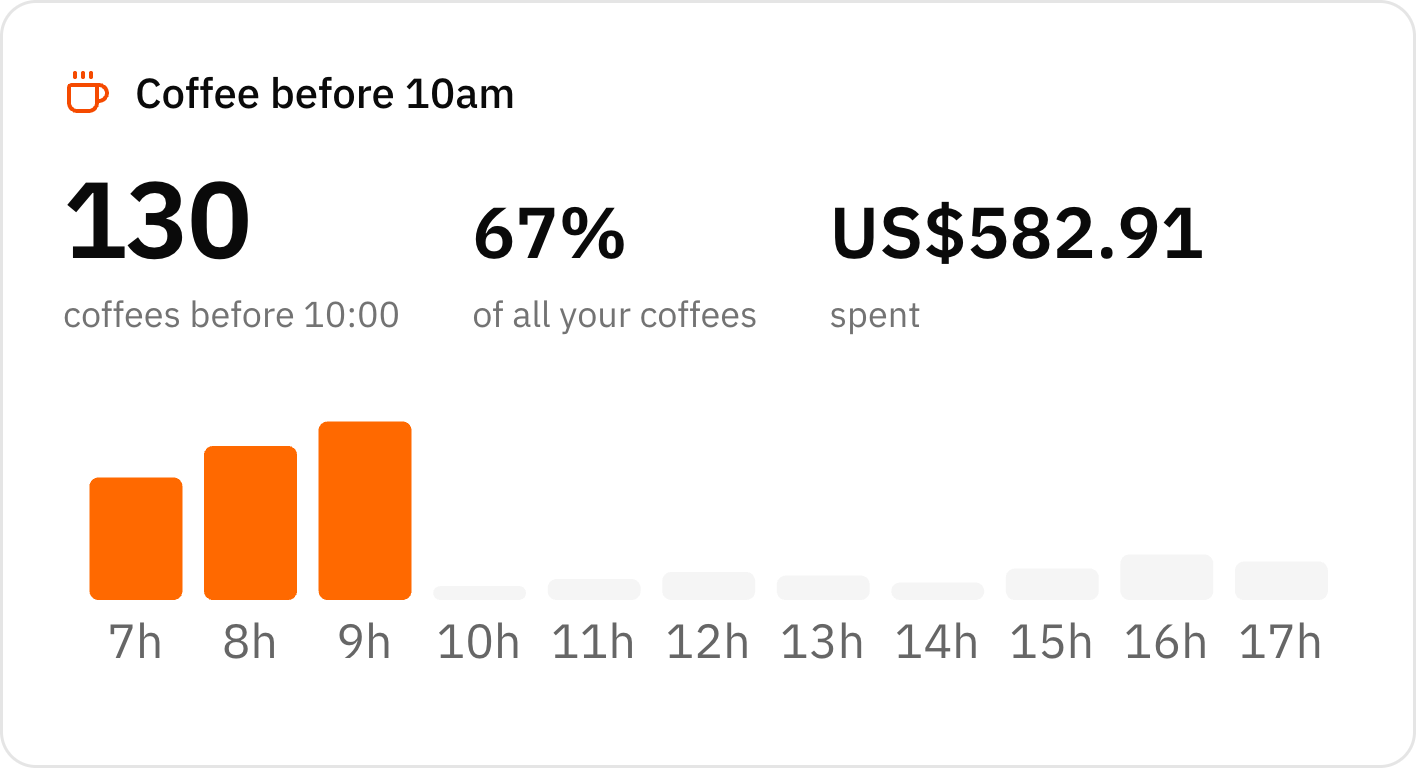 Coffee before 10am
130
coffees before 10:00
67%
of all your coffees
US$582.91
spent
7h 8h 9h 10h 11h 12h 13h 14h 15h 16h 17h